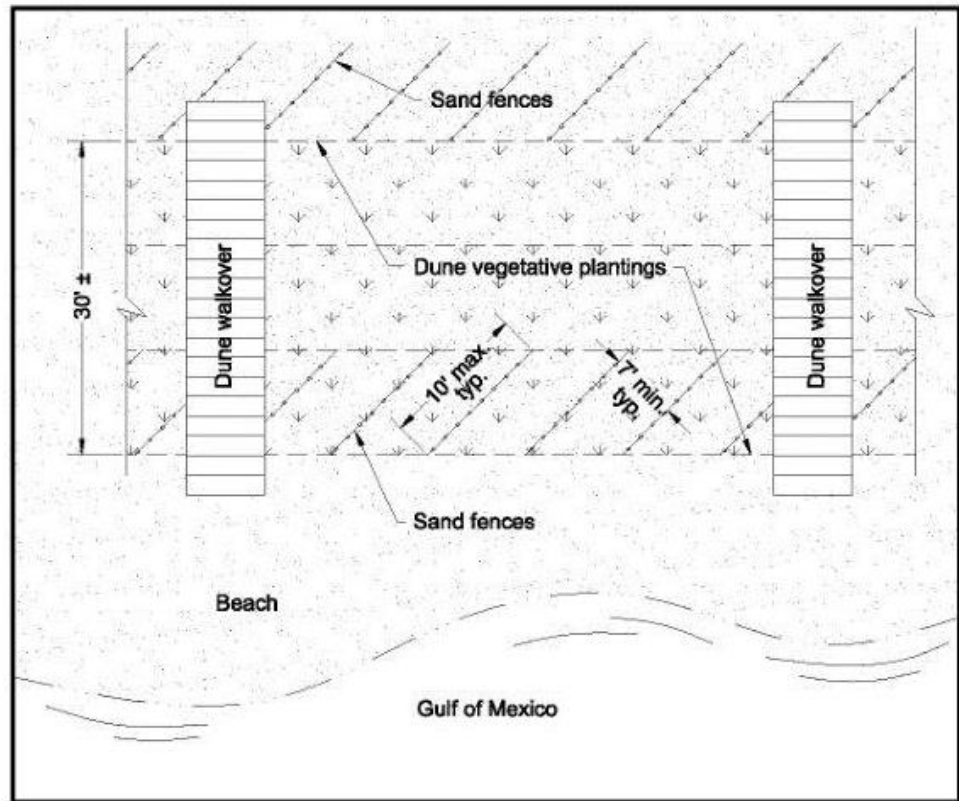 Sand fences
Dune vegetative plantings
30' ±
Dune walkover
Dune walkover
10' max.
typ.
7' min.
typ.
Sand fences
Beach
Gulf of Mexico